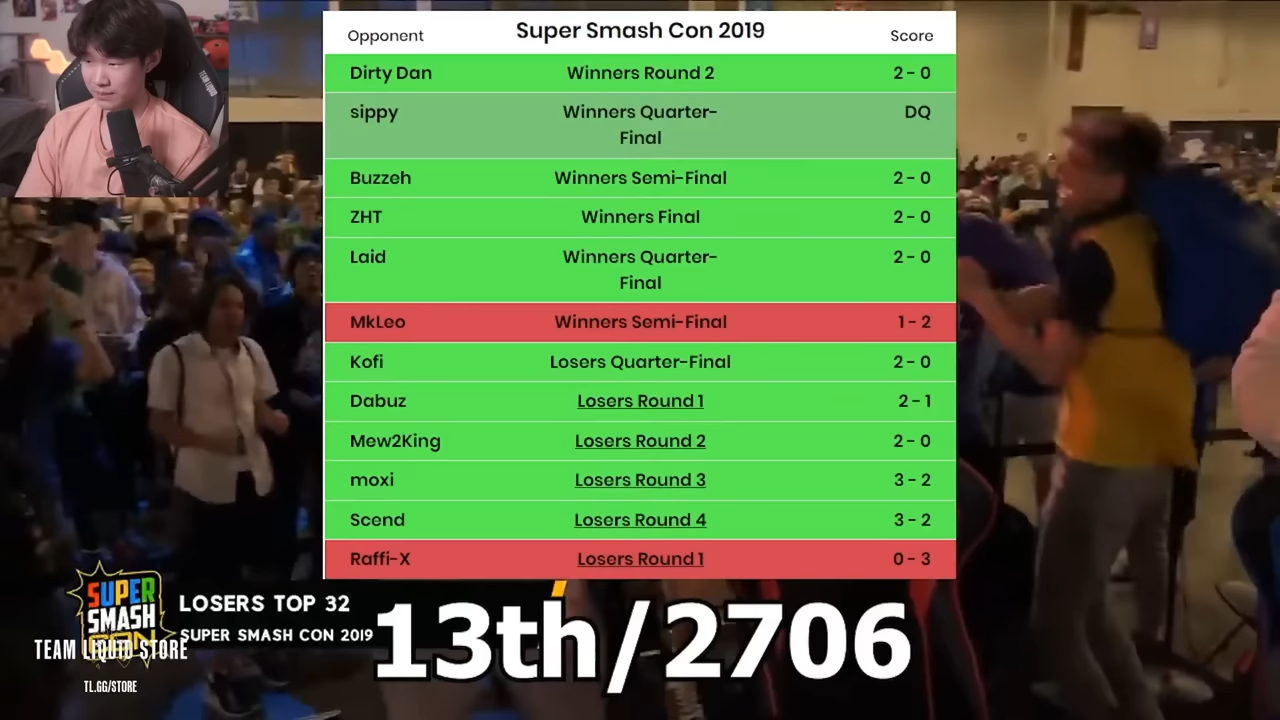 Opponent Super Smash Con 2019 Score
Dirty Dan Winners Round 2 2 - 0
sippy Winners Quarter- DQ
Final
Buzzeh Winners Semi-Final 2 - 0
ZHT Winners Final 2 - 0
Laid Winners Quarter- 2 - 0
Final
MkLeo Winners Semi-Final 1 - 2
Kofi Losers Quarter-Final 2 - 0
Dabuz Losers Round 1 2 - 1
Mew2King Losers Round 2 2 - 0
moxi Losers Round 3 3 - 2
Scend Losers Round 4 3 - 2
Raffi-X Losers Round 1 0 - 3
SUPER
SMASH
CON
LOSERS TOP 32
SUPER SMASH CON 2019
13th/2706
TEAM LIQUID STORE
TL.GG/STORE